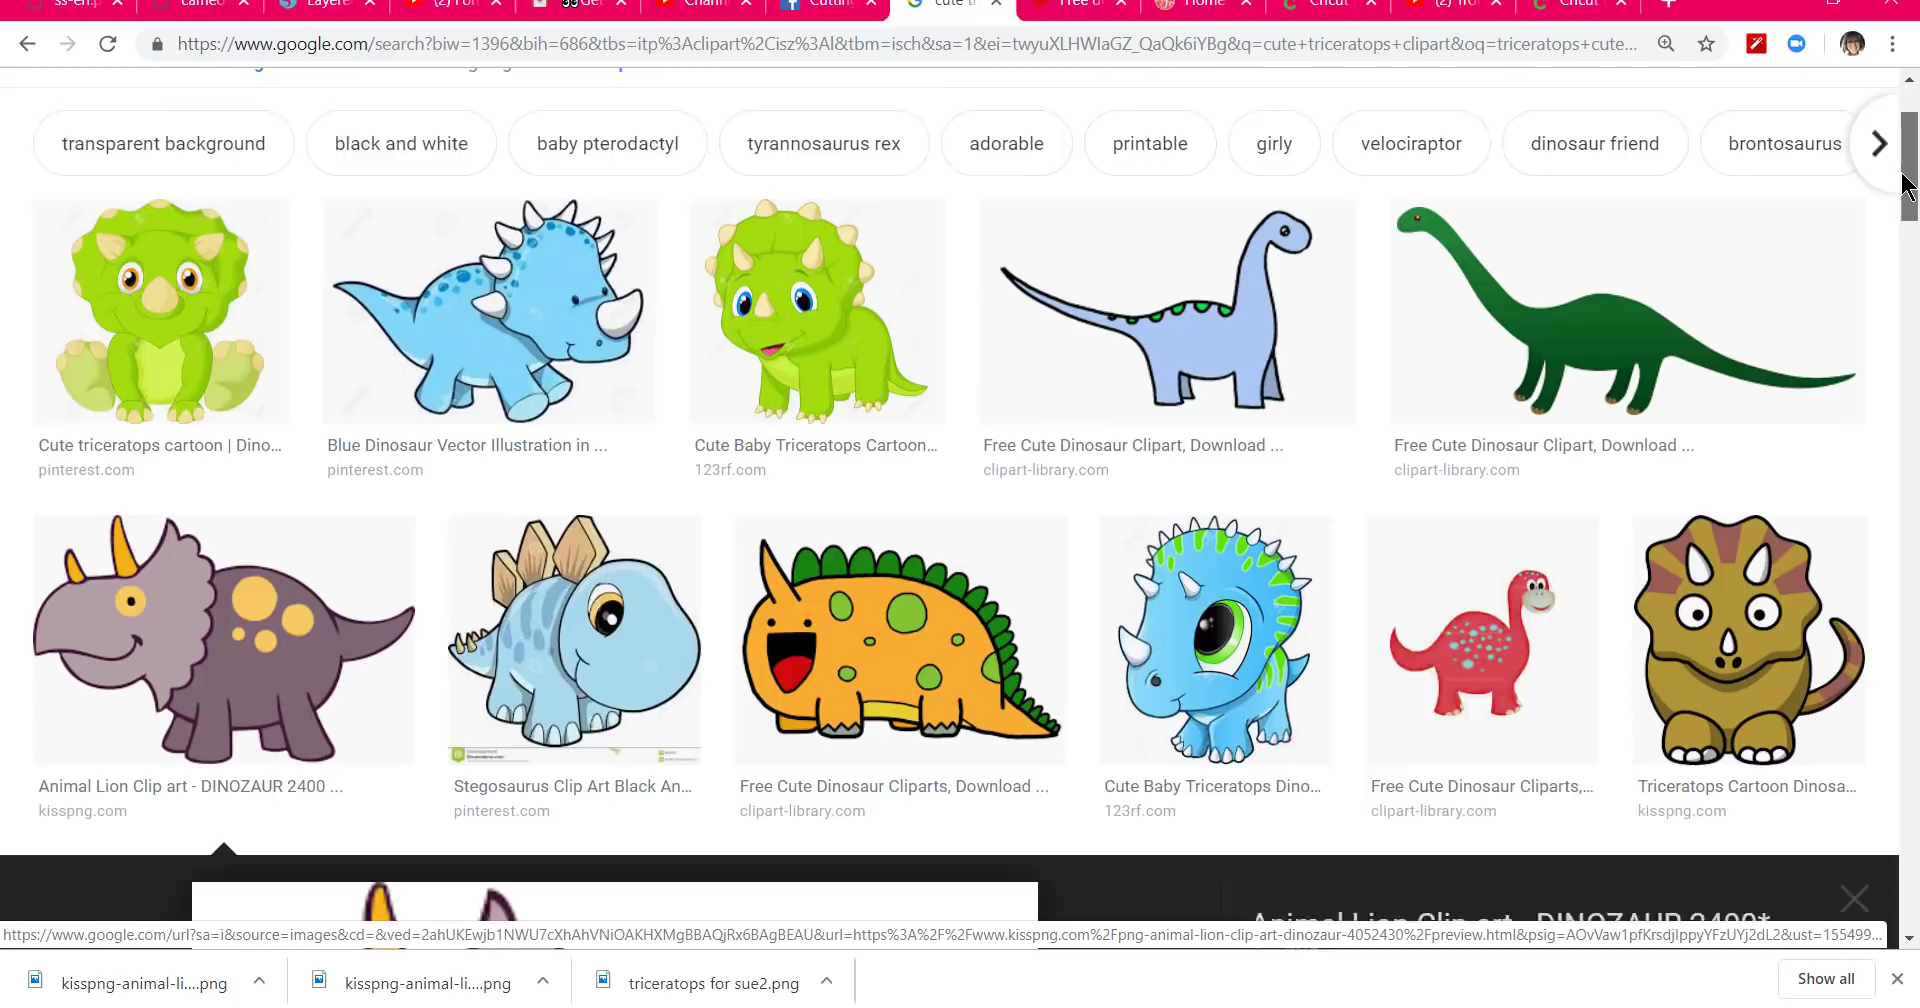 https://www.google.com/search?biw=1396&bih=686&tbs=itp%3Aclipart%2Cisz%3Al&tbm=isch&sa=1&ei=twyuXLHWIaGZ_QaQk6iYBg&q=cute+triceratops+clipart&oq=triceratops+cute...
transparent background
black and white
baby pterodactyl
tyrannosaurus rex
adorable
printable
girly
velociraptor
dinosaur friend
brontosaurus
Cute triceratops cartoon | Dino...
pinterest.com
Blue Dinosaur Vector Illustration in ...
pinterest.com
Cute Baby Triceratops Cartoon...
123rf.com
Free Cute Dinosaur Clipart, Download ...
clipart-library.com
Free Cute Dinosaur Clipart, Download ...
clipart-library.com
Animal Lion Clip art - DINOZAUR 2400 ...
kisspng.com
Stegosaurus Clip Art Black An...
pinterest.com
Free Cute Dinosaur Cliparts, Download ...
clipart-library.com
Cute Baby Triceratops Dino...
123rf.com
Free Cute Dinosaur Cliparts,...
clipart-library.com
Triceratops Cartoon Dinosa...
kisspng.com
Animal Lion Clip art - DINOZAUR 2400*
https://www.google.com/url?sa=i&source=images&cd=&ved=2ahUKEwjb1NWU7cXhAhVNiOAKHXMgBBAQjRx6BAgBEAU&url=https%3A%2F%2Fwww.kisspng.com%2Fpng-animal-lion-clip-art-dinozaur-4052430%2Fpreview.html&psig=AOvVaw1pfKrsdjIppyYFzUYj2dL2&ust=155499...
kisspng-animal-li....png
kisspng-animal-li....png
triceratops for sue2.png
Show all